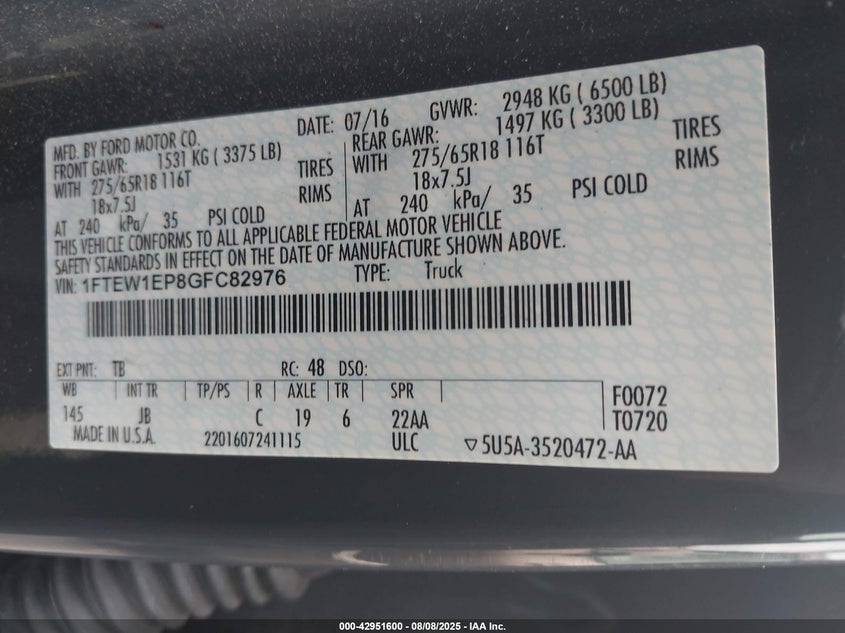 MFD. BY FORD MOTOR CO. DATE: 07/16 GVWR: 2948 KG ( 6500 LB)
FRONT GAWR: 1531 KG ( 3375 LB)
WITH 275/65R18 116T TIRES
18x7.5J RIMS
AT 240 kPa/ 35 PSI COLD
REAR GAWR: 1497 KG ( 3300 LB)
WITH 275/65R18 116T TIRES
18x7.5J RIMS
AT 240 kPa/ 35 PSI COLD
THIS VEHICLE CONFORMS TO ALL APPLICABLE FEDERAL MOTOR VEHICLE
SAFETY STANDARDS IN EFFECT ON THE DATE OF MANUFACTURE SHOWN ABOVE.
VIN: 1FTEW1EP8GFC82976 TYPE: Truck
EXT PNT: TB RC: 48 DSO:
WB INT TR TP/PS R AXLE TR SPR
145 JB C 19 6 22AA
F0072
T0720
MADE IN U.S.A. 2201607241115 ULC ▽5U5A-3520472-AA
000-42951600 - 08/08/2025 - IAA Inc.